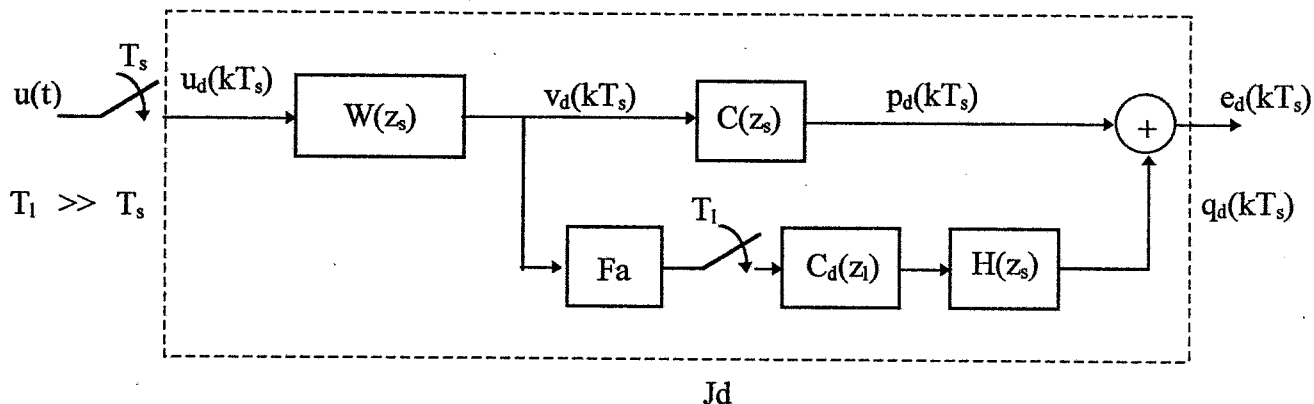 T_s
u(t)
u_d(kT_s)
W(z_s)
v_d(kT_s)
C(z_s)
p_d(kT_s)
+
e_d(kT_s)
T_l >> T_s
q_d(kT_s)
Fa
T_l
C_d(z_l)
H(z_s)
Jd